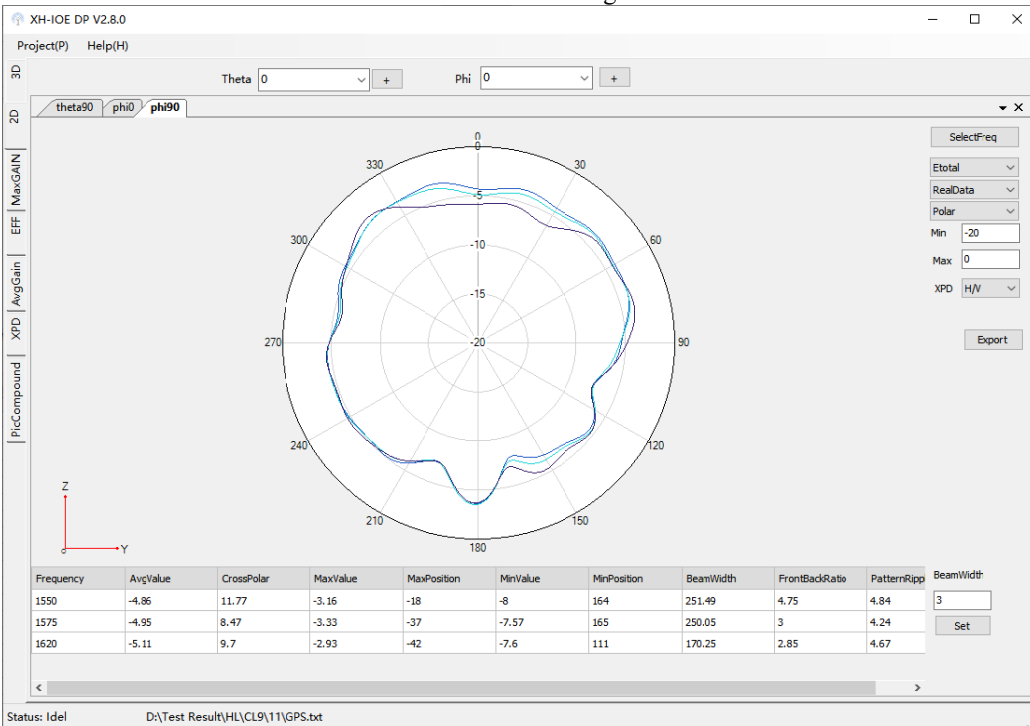 XH-IOE DP V2.8.0
Project(P) Help(H)
Theta 0 + Phi 0 +
3D
2D
MaxGAIN
EFF
AvgGain
XPD
PicCompound
theta90 phi0 phi90
SelectFreq
Etotal
RealData
Polar
Min -20
Max 0
XPD H/V
Export
0
0
330 30
-5
300 60
-10
-15
270 -20 90
240 120
210 150
180
Z
Y
Frequency AvgValue CrossPolar MaxValue MaxPosition MinValue MinPosition BeamWidth FrontBackRatio PatternRipp
1550 -4.86 11.77 -3.16 -18 -8 164 251.49 4.75 4.84
1575 -4.95 8.47 -3.33 -37 -7.57 165 250.05 3 4.24
1620 -5.11 9.7 -2.93 -42 -7.6 111 170.25 2.85 4.67
BeamWidth
3
Set
Status: Idel D:\Test Result\HL\CL9\11\GPS.txt